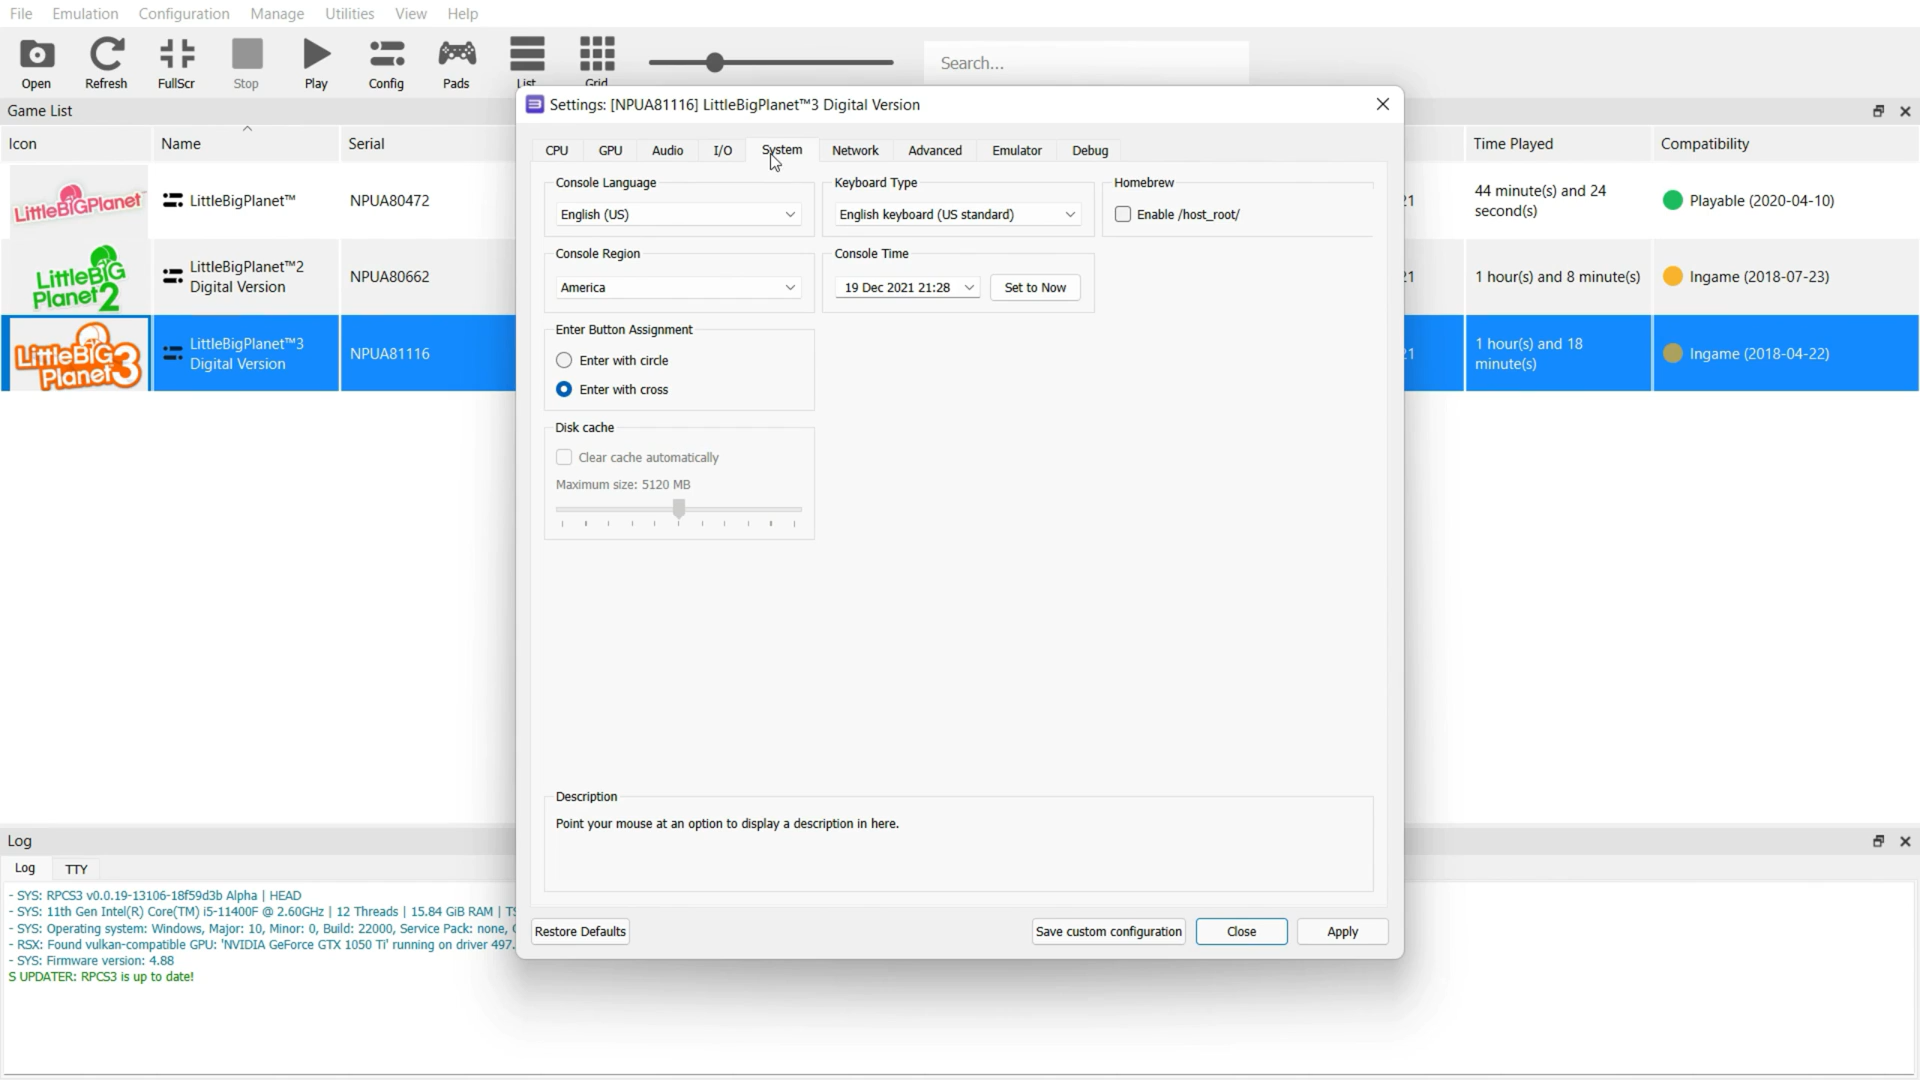 File Emulation Configuration Manage Utilities View Help
Open Refresh FullScr Stop Play Config Pads List Grid
Search...
Game List
Icon Name Serial Time Played Compatibility
LittleBigPlanet™
LittleBigPlanet™ NPUA80472 21 44 minute(s) and 24
second(s) Playable (2020-04-10)
LittleBIG
Planet 2
LittleBigPlanet™2
Digital Version NPUA80662 21 1 hour(s) and 8 minute(s) Ingame (2018-07-23)
LittleBIG
Planet 3
LittleBigPlanet™3
Digital Version NPUA81116 21 1 hour(s) and 18
minute(s) Ingame (2018-04-22)
Settings: [NPUA81116] LittleBigPlanet™3 Digital Version
CPU GPU Audio I/O System Network Advanced Emulator Debug
Console Language Keyboard Type Homebrew
English (US) English keyboard (US standard) Enable /host_root/
Console Region Console Time
America 19 Dec 2021 21:28 Set to Now
Enter Button Assignment
Enter with circle
Enter with cross
Disk cache
Clear cache automatically
Maximum size: 5120 MB
Description
Point your mouse at an option to display a description in here.
Restore Defaults Save custom configuration Close Apply
Log
Log TTY
- SYS: RPCS3 v0.0.19-13106-18f59d3b Alpha | HEAD
- SYS: 11th Gen Intel(R) Core(TM) i5-11400F @ 2.60GHz | 12 Threads | 15.84 GiB RAM | TS
- SYS: Operating system: Windows, Major: 10, Minor: 0, Build: 22000, Service Pack: none,
- RSX: Found vulkan-compatible GPU: 'NVIDIA GeForce GTX 1050 Ti' running on driver 497.
- SYS: Firmware version: 4.88
S UPDATER: RPCS3 is up to date!